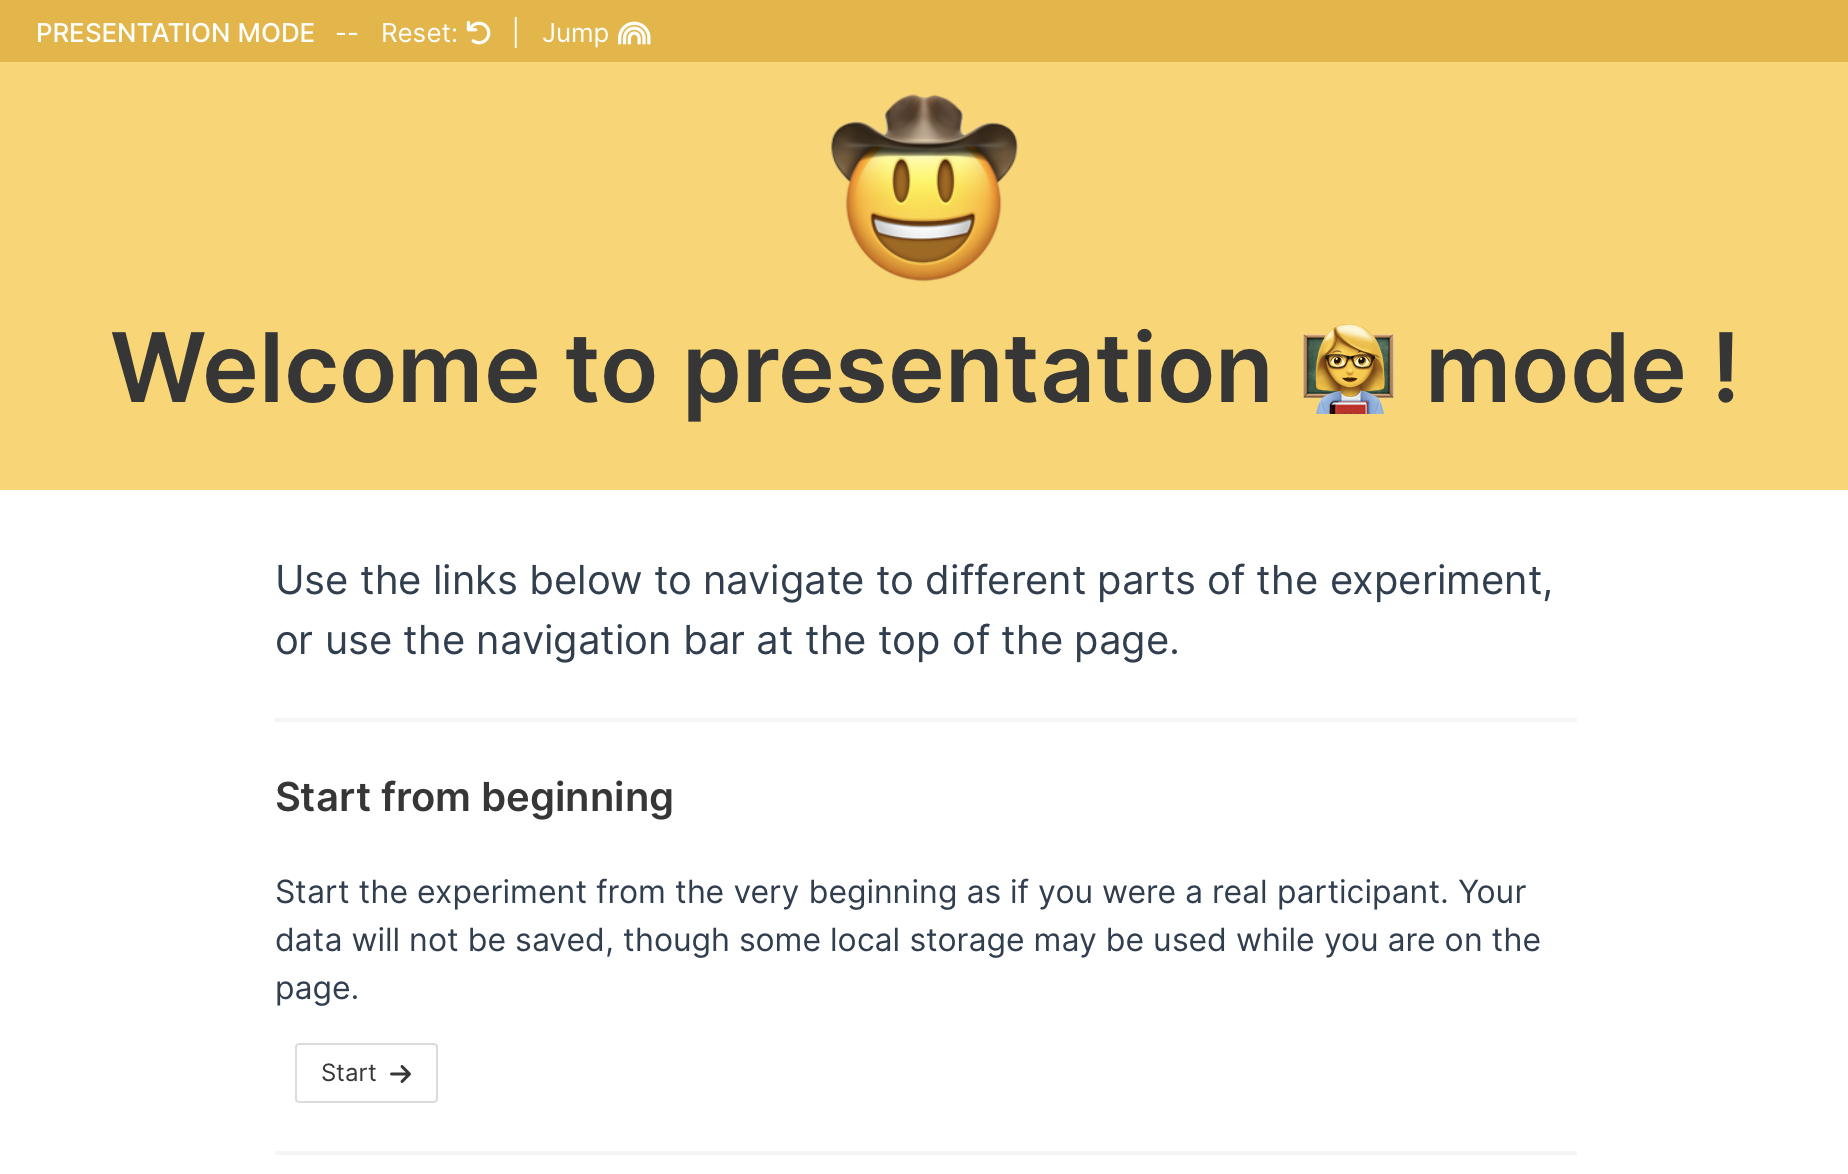 PRESENTATION MODE -- Reset: | Jump
Welcome to presentation mode !
Use the links below to navigate to different parts of the experiment,
or use the navigation bar at the top of the page.
Start from beginning
Start the experiment from the very beginning as if you were a real participant. Your
data will not be saved, though some local storage may be used while you are on the
page.
Start